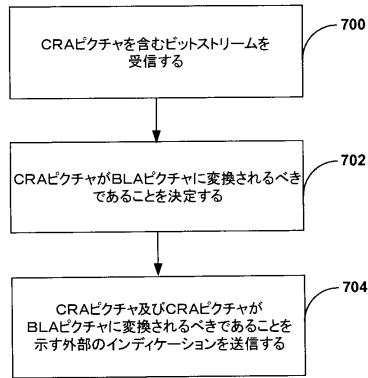 CRAピクチャを含むビットストリームを
受信する
700
CRAピクチャがBLAピクチャに変換されるべき
であることを決定する
702
CRAピクチャ及びCRAピクチャが
BLAピクチャに変換されるべきであることを
示す外部のインディケーションを送信する
704